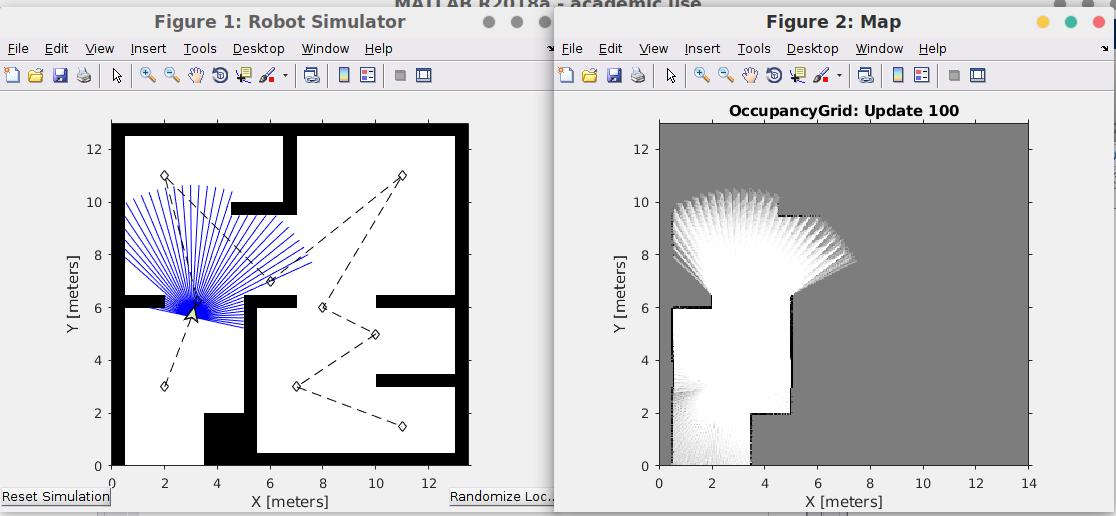 MATLAB R2018a - academic use
Figure 1: Robot Simulator
File Edit View Insert Tools Desktop Window Help
12
10
8
6
4
2
0
Y [meters]
0 2 4 6 8 10 12
X [meters]
Reset Simulation
Randomize Loc...
Figure 2: Map
File Edit View Insert Tools Desktop Window Help
OccupancyGrid: Update 100
12
10
8
6
4
2
0
Y [meters]
0 2 4 6 8 10 12 14
X [meters]